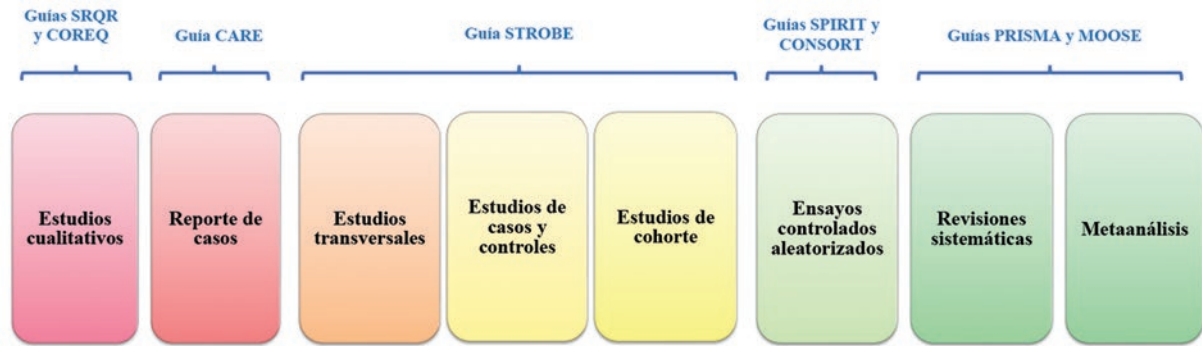 Guías SRQR
y COREQ
Guía CARE
Guía STROBE
Guías SPIRIT y
CONSORT
Guías PRISMA y MOOSE
Estudios
cualitativos
Reporte de
casos
Estudios
transversales
Estudios de
casos y
controles
Estudios de
cohorte
Ensayos
controlados
aleatorizados
Revisiones
sistemáticas
Metaanálisis